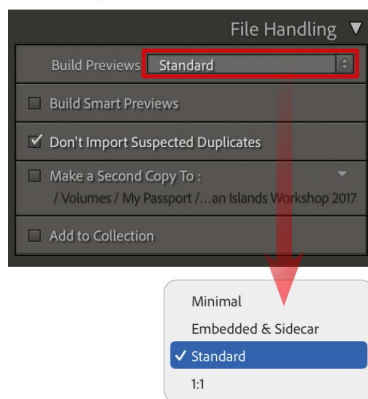 File Handling ▼
Build Previews Standard
Build Smart Previews
✓ Don't Import Suspected Duplicates
Make a Second Copy To :
/ Volumes / My Passport /…an Islands Workshop 2017
Add to Collection
Minimal
Embedded & Sidecar
✓ Standard
1:1